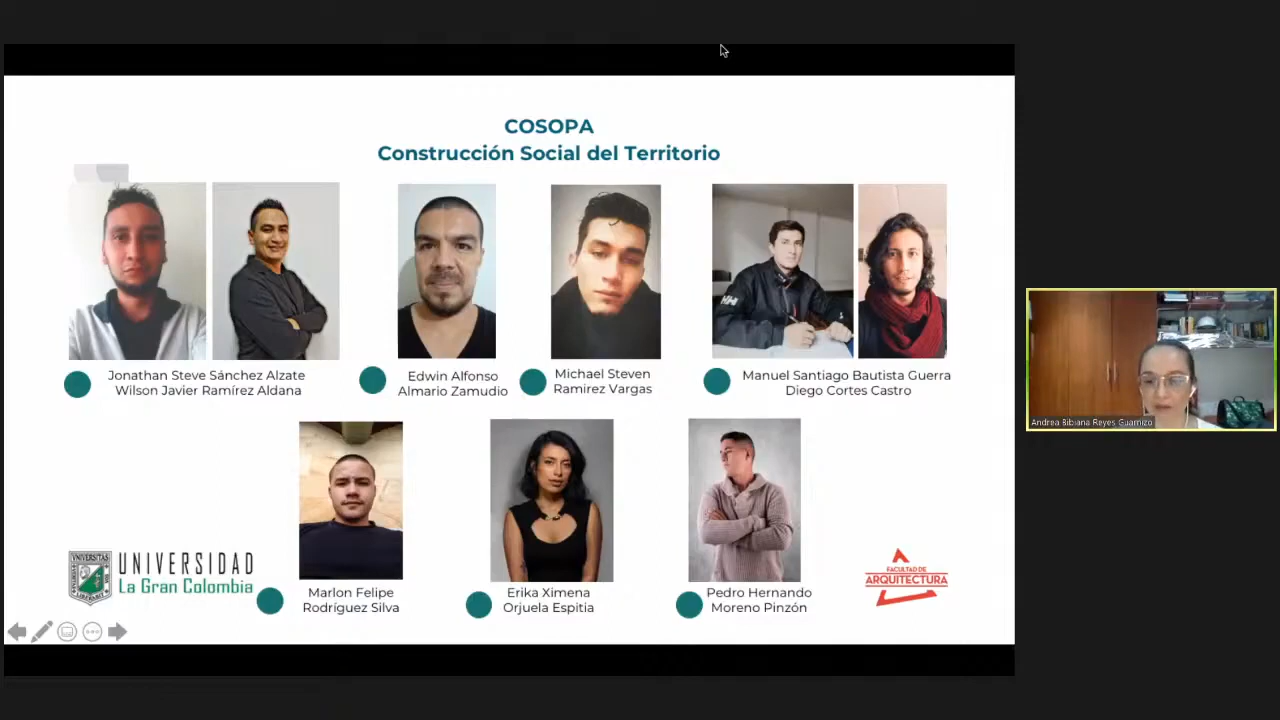 COSOPA
Construcción Social del Territorio
Jonathan Steve Sánchez Alzate
Wilson Javier Ramírez Aldana
Edwin Alfonso
Almario Zamudio
Michael Steven
Ramirez Vargas
Manuel Santiago Bautista Guerra
Diego Cortes Castro
Andrea Bibiana Reyes Guarnizo
Marlon Felipe
Rodríguez Silva
Erika Ximena
Orjuela Espitia
Pedro Hernando
Moreno Pinzón
UNIVERSITAS
UNIVERSIDAD
La Gran Colombia
FACULTAD DE
ARQUITECTURA